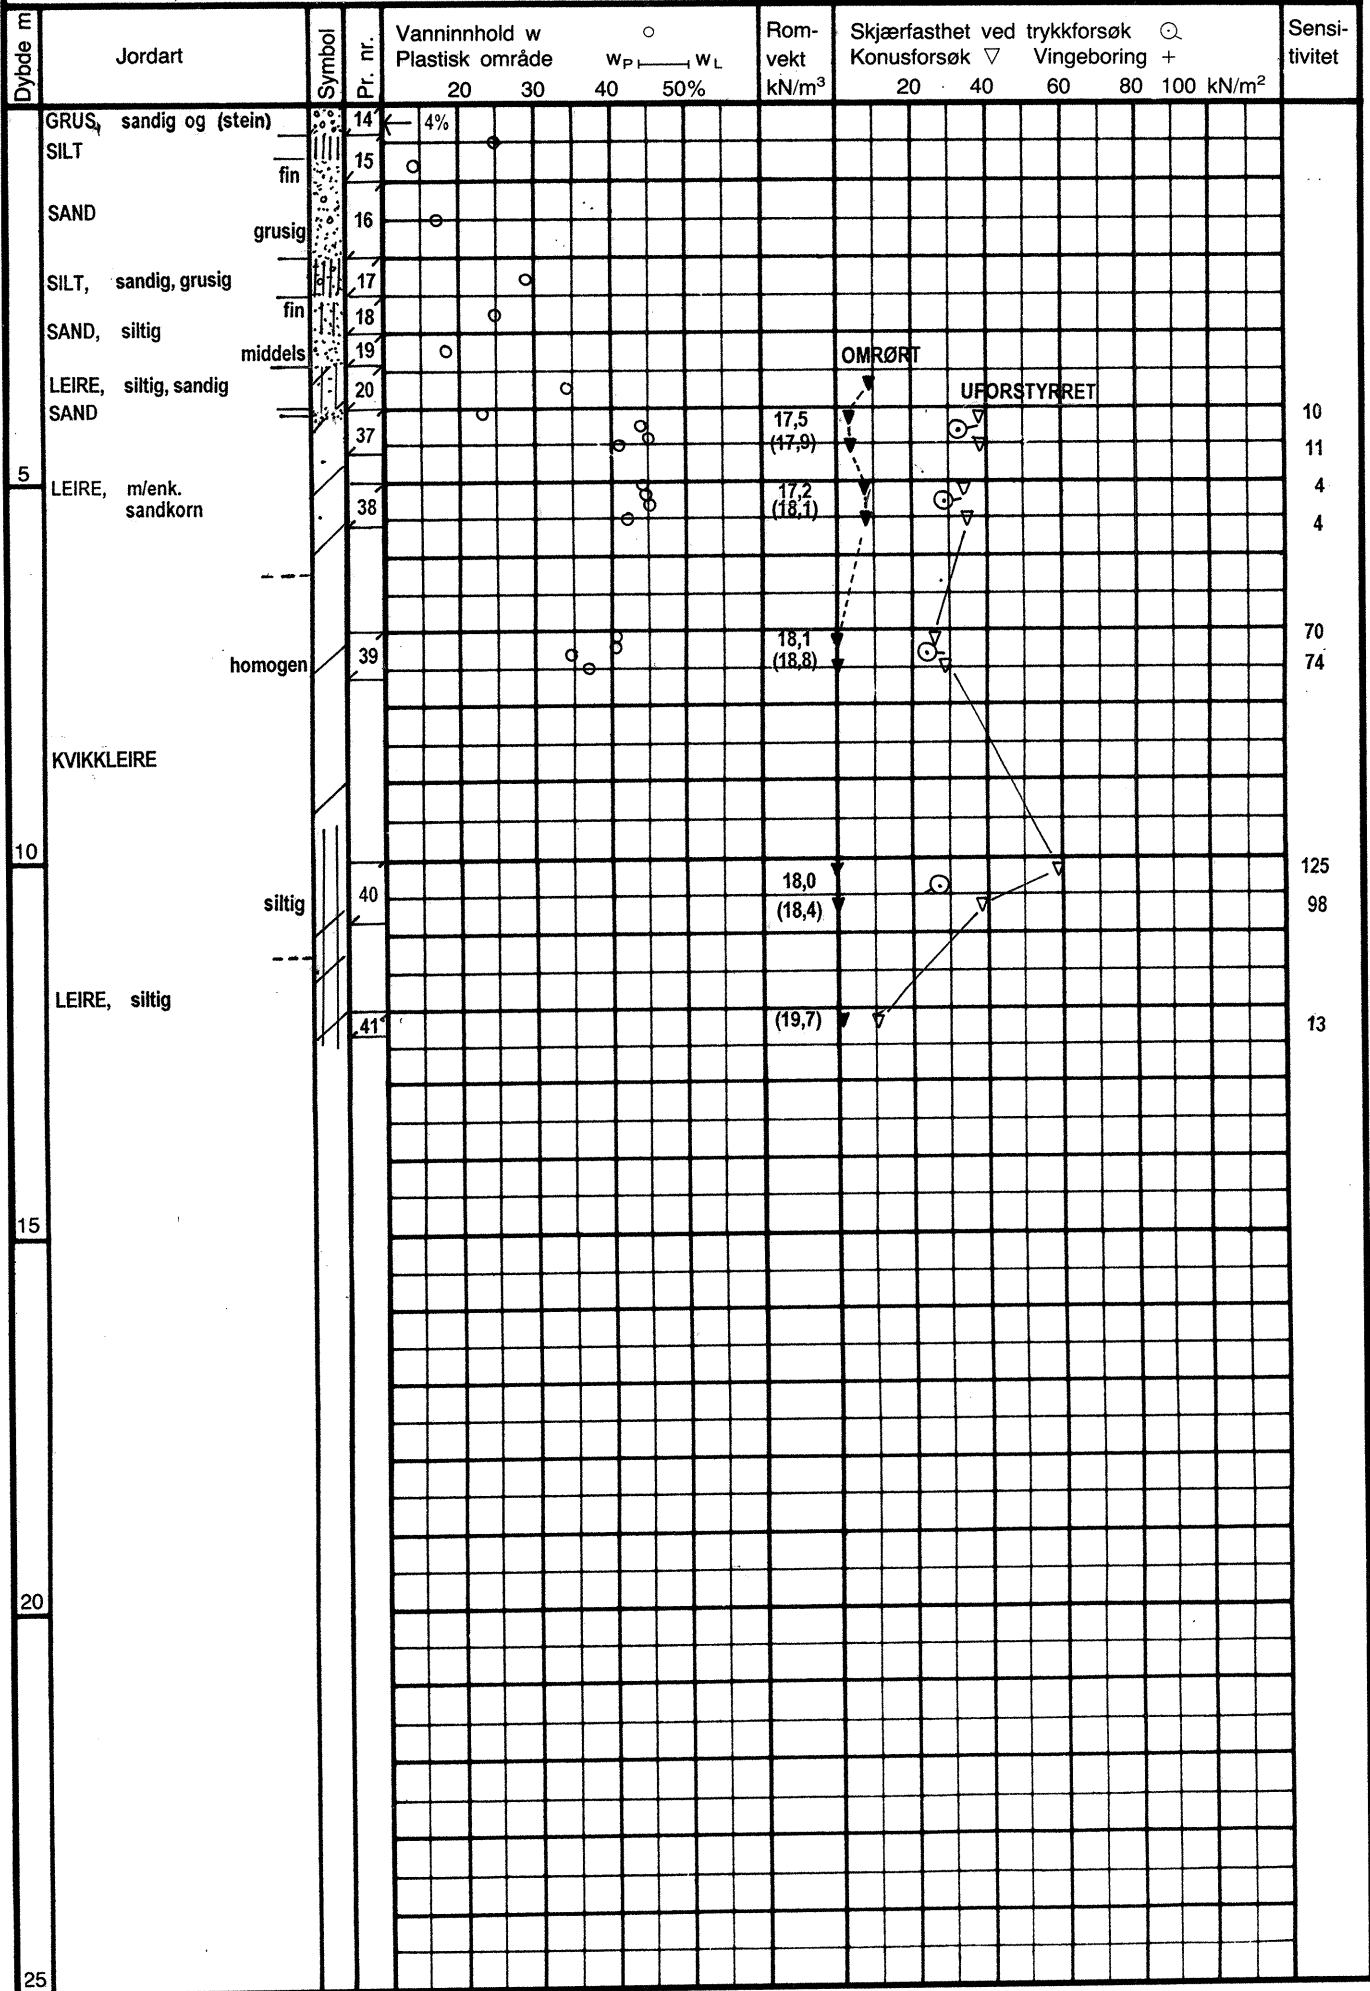 Dybde m
Jordart
Symbol
Pr. nr.
Vanninnhold w
Plastisk område wP wL
20 30 40 50%
Rom-
vekt
kN/m³
Skjærfasthet ved trykkforsøk
Konusforsøk ▽ Vingeboring +
20 40 60 80 100 kN/m²
Sensi-
tivitet
GRUS, sandig og (stein) 14 4%
SILT
15
fin
SAND 16
grusig
SILT, sandig, grusig 17
fin
18
SAND, siltig
middels 19 OMRØRT
LEIRE, siltig, sandig 20 UFORSTYRRET
SAND 17,5 10
37 (17,9) 11
5
LEIRE, m/enk. 17,2 4
sandkorn 38 (18,1) 4
18,1 70
homogen 39 (18,8) 74
KVIKKLEIRE
10
125
18,0
siltig 40 (18,4) 98
LEIRE, siltig
41 (19,7) 13
15
20
25